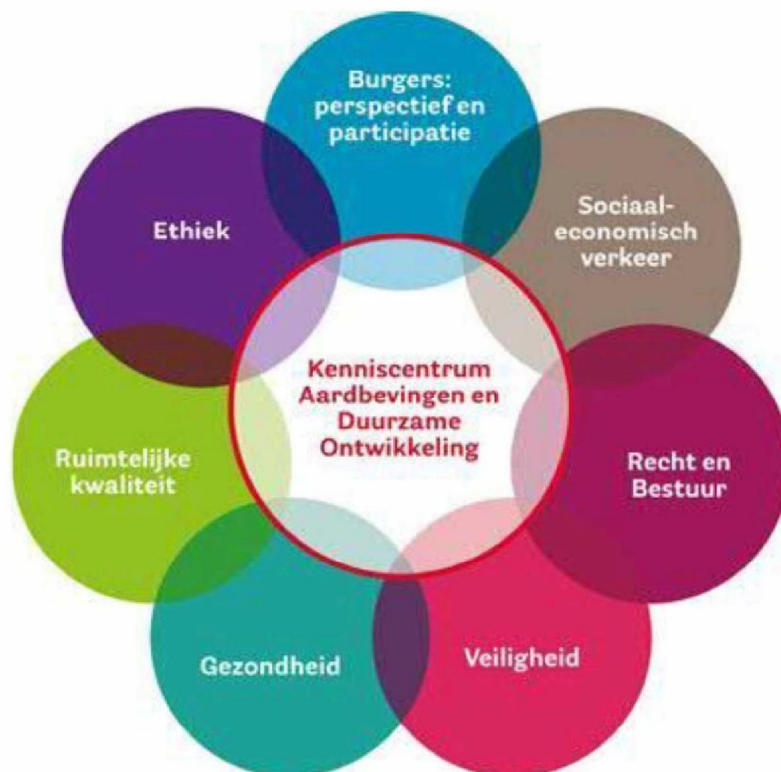 Burgers:
perspectief en
participatie
Sociaal-
economisch
verkeer
Recht en
Bestuur
Veiligheid
Gezondheid
Ruimtelijke
kwaliteit
Ethiek
Kenniscentrum
Aardbevingen en
Duurzame
Ontwikkeling